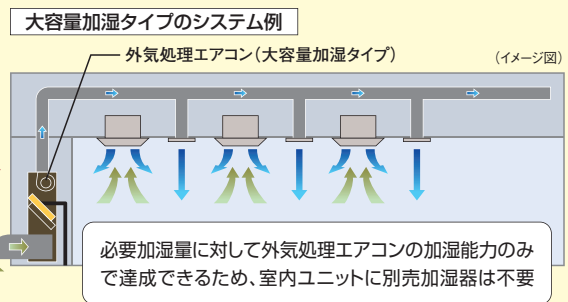 大容量加湿タイプのシステム例
外気処理エアコン(大容量加湿タイプ)
(イメージ図)
必要加湿量に対して外気処理エアコンの加湿能力のみ
で達成できるため、室内ユニットに別売加湿器は不要